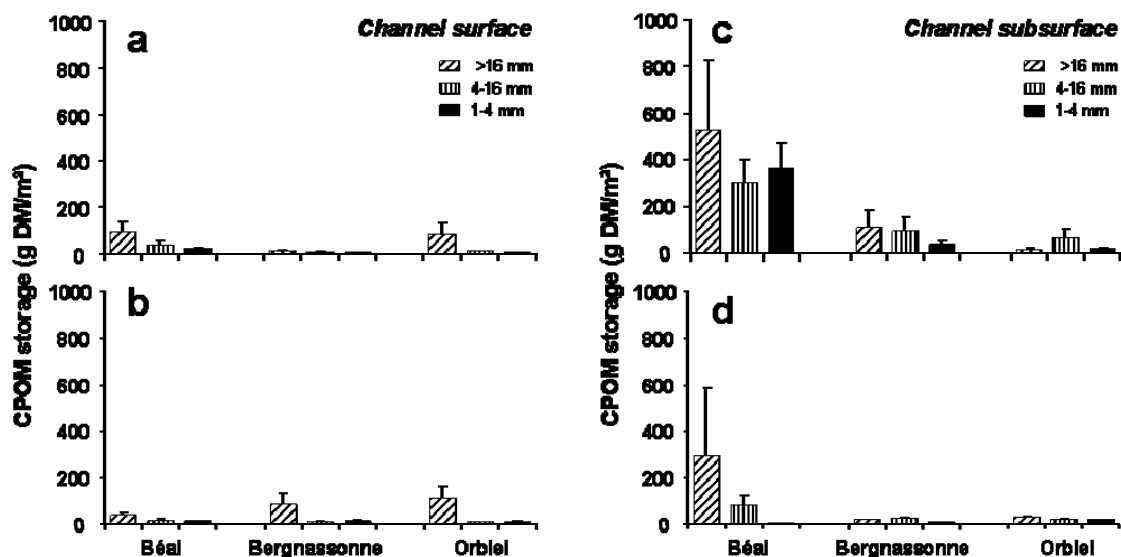 a
Channel surface
>16 mm
4-16 mm
1-4 mm
1000
800
600
400
200
0
b
1000
800
600
400
200
0
CPOM storage (g DM/m²)
Béal
Bergnassonne
Orbiel
c
Channel subsurface
>16 mm
4-16 mm
1-4 mm
1000
800
600
400
200
0
d
1000
800
600
400
200
0
CPOM storage (g DM/m²)
Béal
Bergnassonne
Orbiel